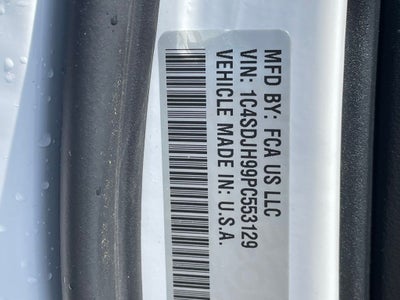 MFD BY: FCA US LLC
VIN: 1C4SDJH99PC553129
VEHICLE MADE IN: U.S.A.